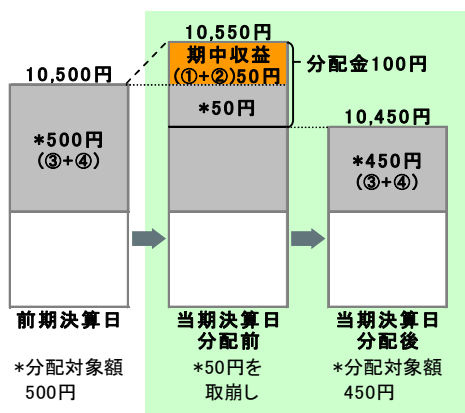 10,550円
期中収益
(①+②)50円
分配金100円
10,500円
*50円
10,450円
*500円
(③+④)
*450円
(③+④)
前期決算日
当期決算日
分配前
当期決算日
分配後
*分配対象額
500円
*50円を
取崩し
*分配対象額
450円